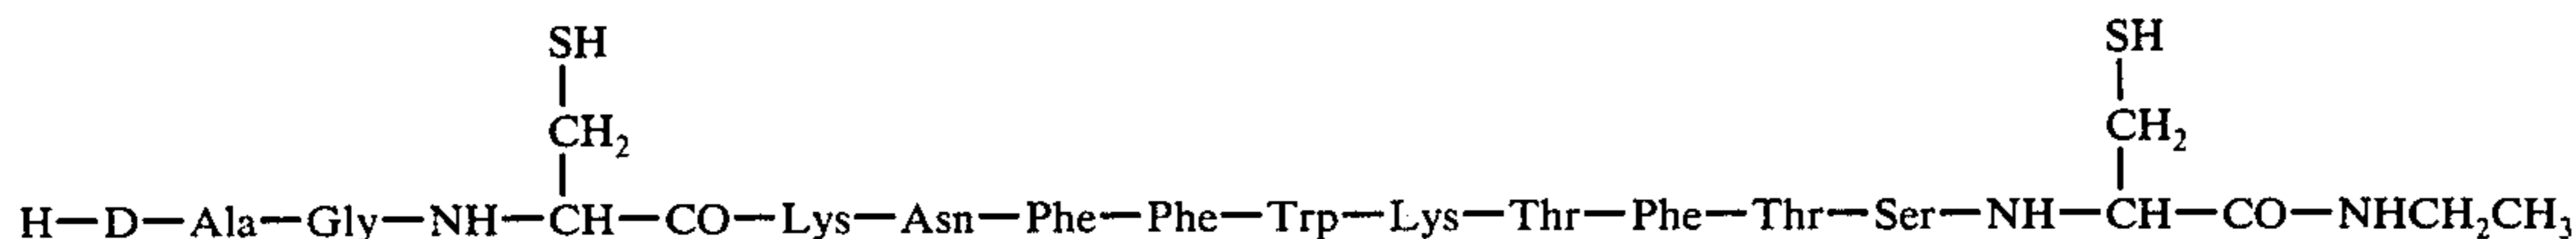 SH SH
CH₂ CH₂
H—D—Ala—Gly—NH—CH—CO—Lys—Asn—Phe—Phe—Trp—Lys—Thr—Phe—Thr—Ser—NH—CH—CO—NHCH₂CH₃